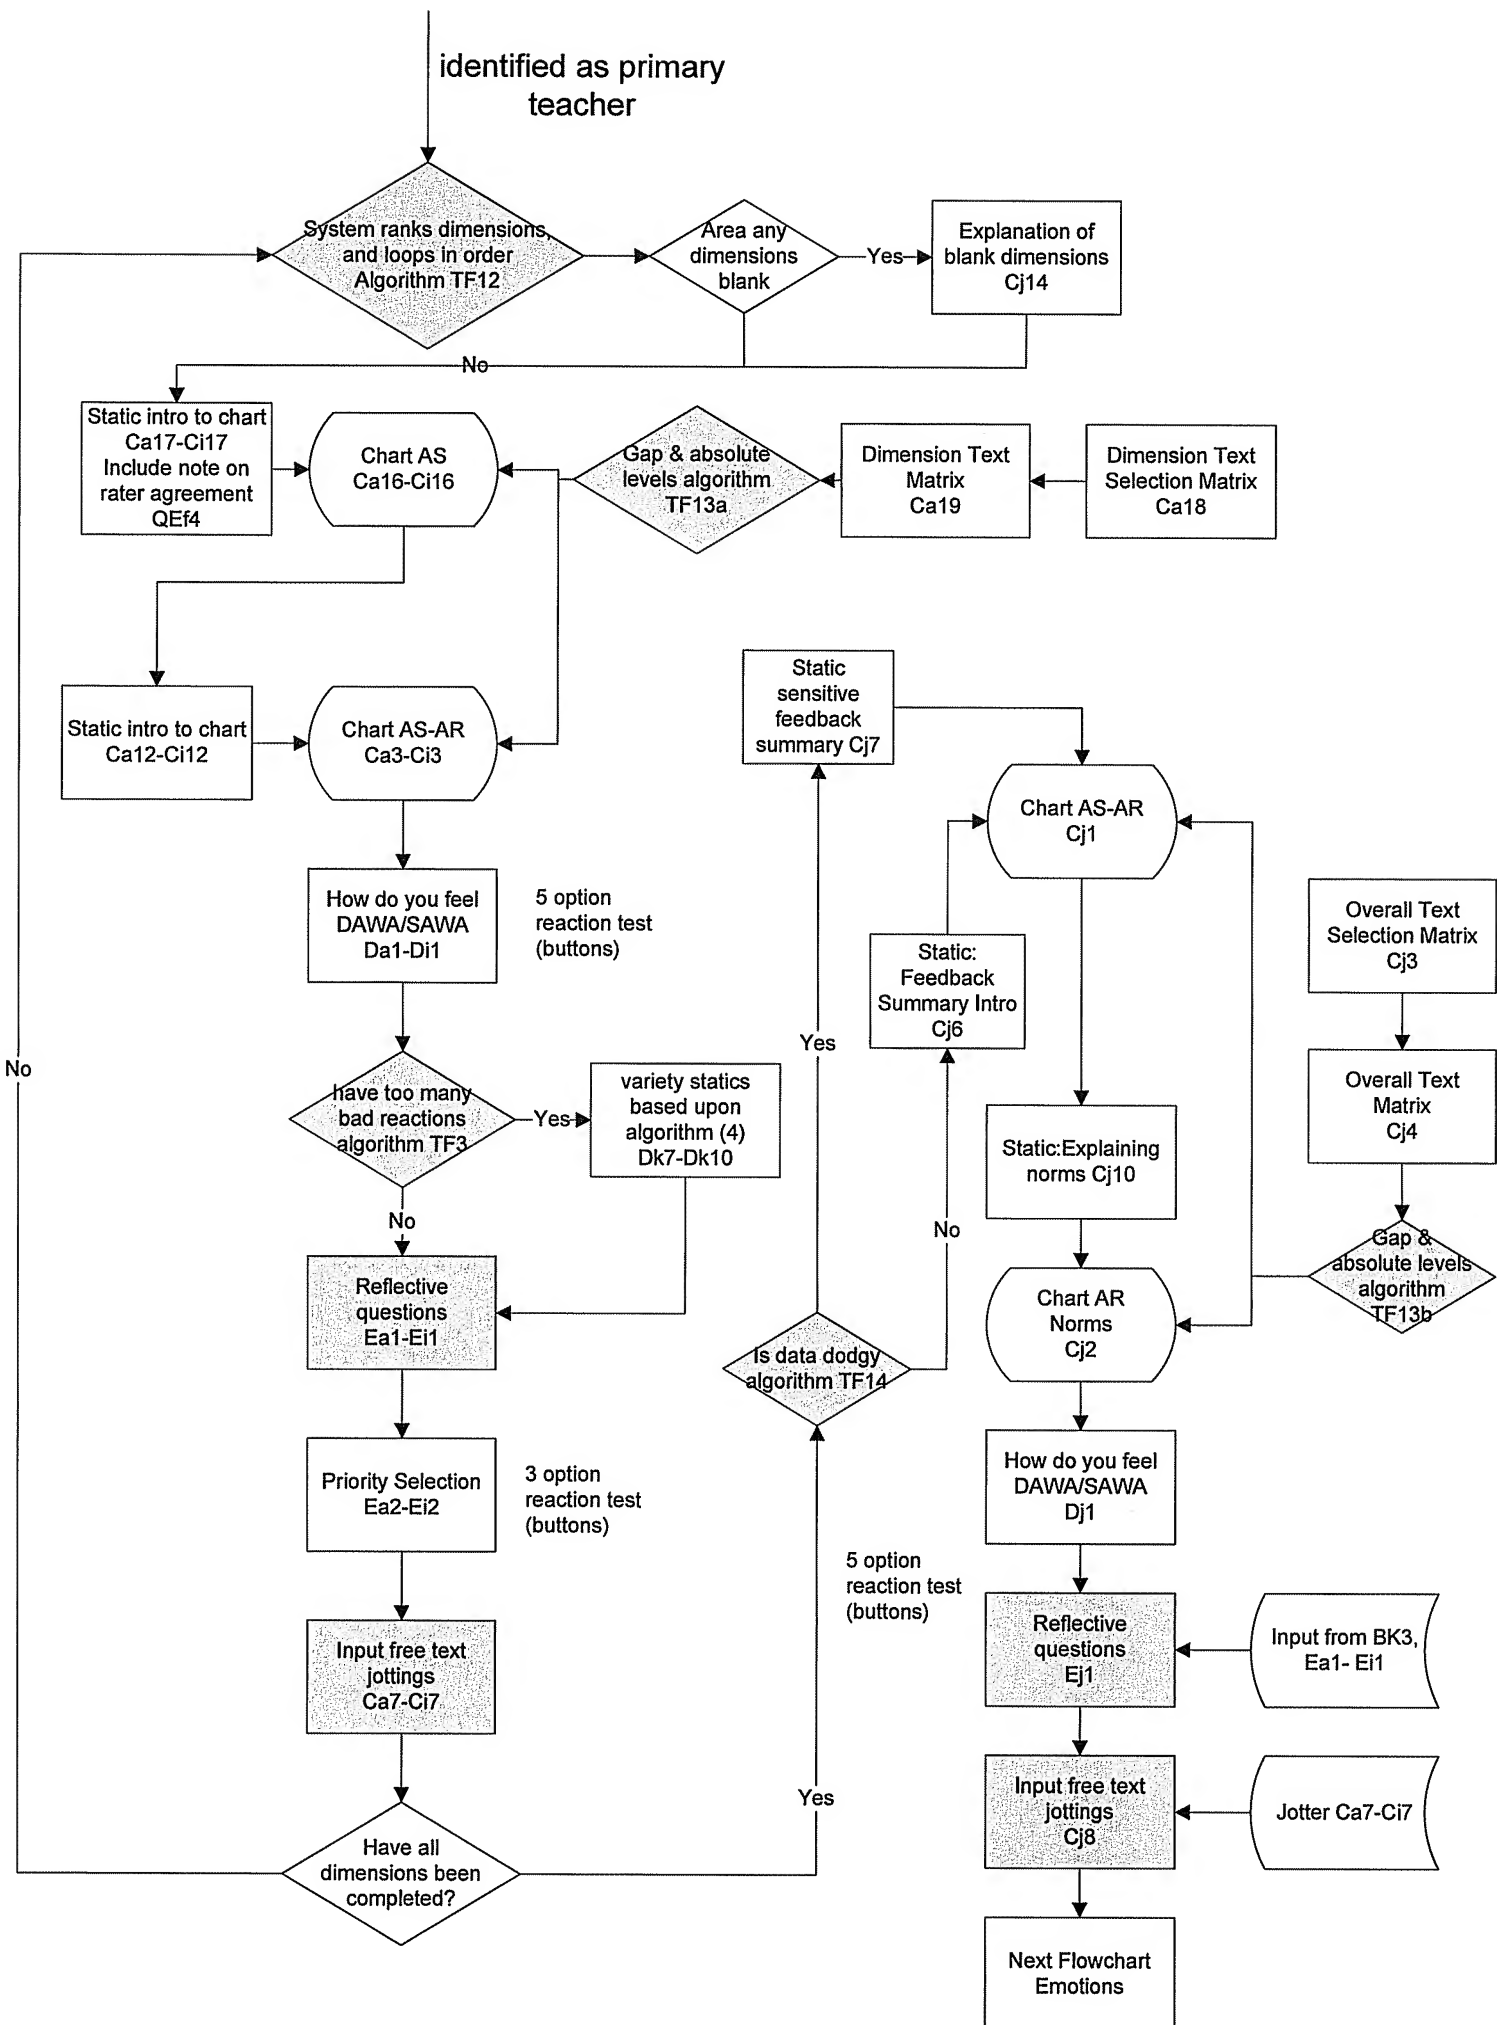 identified as primary
teacher
System ranks dimensions,
and loops in order
Algorithm TF12
Area any
dimensions
blank
Yes
Explanation of
blank dimensions
Cj14
No
Static intro to chart
Ca17-Ci17
Include note on
rater agreement
QEf4
Chart AS
Ca16-Ci16
Gap & absolute
levels algorithm
TF13a
Dimension Text
Matrix
Ca19
Dimension Text
Selection Matrix
Ca18
Static intro to chart
Ca12-Ci12
Chart AS-AR
Ca3-Ci3
Static
sensitive
feedback
summary Cj7
Chart AS-AR
Cj1
How do you feel
DAWA/SAWA
Da1-Di1
5 option
reaction test
(buttons)
Static:
Feedback
Summary Intro
Cj6
Overall Text
Selection Matrix
Cj3
No
Yes
have too many
bad reactions
algorithm TF3
Yes
variety statics
based upon
algorithm (4)
Dk7-Dk10
Overall Text
Matrix
Cj4
Static:Explaining
norms Cj10
No
No
Reflective
questions
Ea1-Ei1
Gap &
absolute levels
algorithm
TF13b
Chart AR
Norms
Cj2
Is data dodgy
algorithm TF14
Priority Selection
Ea2-Ei2
3 option
reaction test
(buttons)
How do you feel
DAWA/SAWA
Dj1
5 option
reaction test
(buttons)
Input free text
jottings
Ca7-Ci7
Reflective
questions
Ej1
Input from BK3,
Ea1- Ei1
Yes
Input free text
jottings
Cj8
Jotter Ca7-Ci7
Have all
dimensions been
completed?
Next Flowchart
Emotions